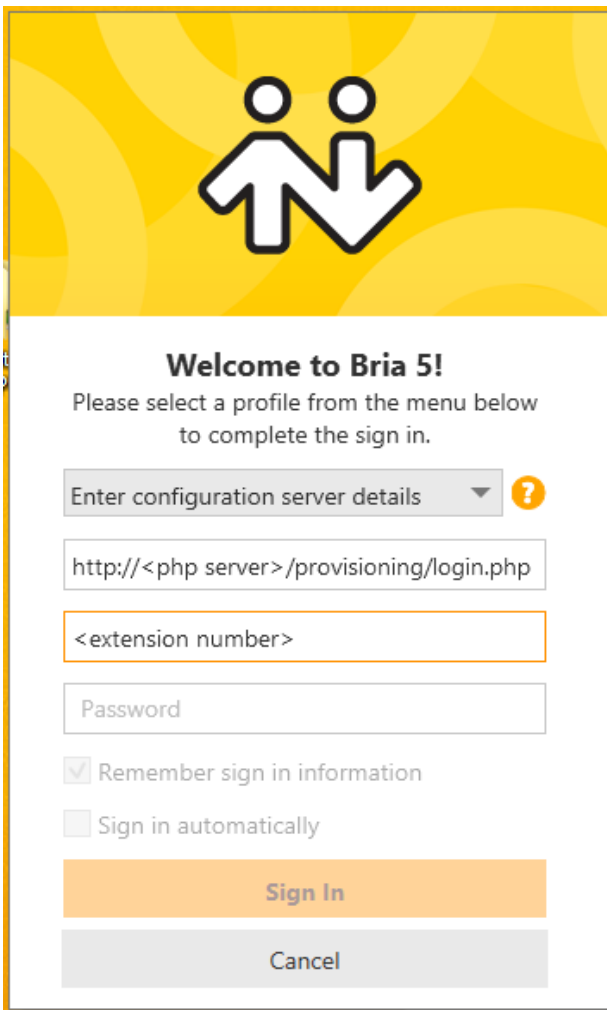 Welcome to Bria 5!
Please select a profile from the menu below
to complete the sign in.
Enter configuration server details
?
http://<php server>/provisioning/login.php
<extension number>
Password
Remember sign in information
Sign in automatically
Sign In
Cancel